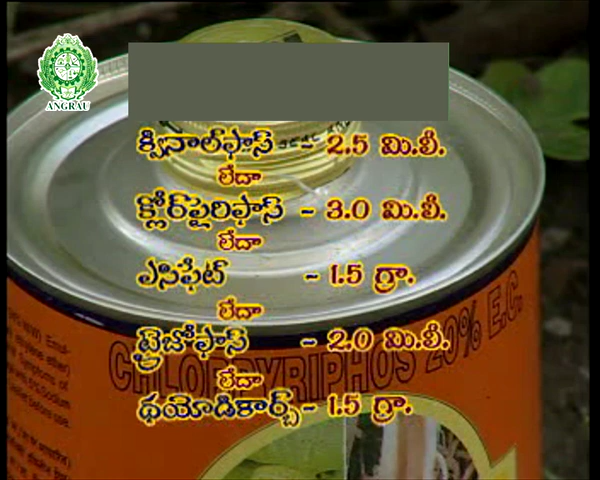 ANGRAU
క్వినాల్‌ఫాస్ - 2.5 మి.లీ.
లేదా
క్లోర్‌పైరిఫాస్ - 3.0 మి.లీ.
లేదా
ఎసిఫేట్ - 1.5 గ్రా.
లేదా
ట్రైజోఫాస్ - 2.0 మి.లీ.
లేదా
థయోడికార్బ్ - 1.5 గ్రా.
CHLORPYRIPHOS 20% E.C.